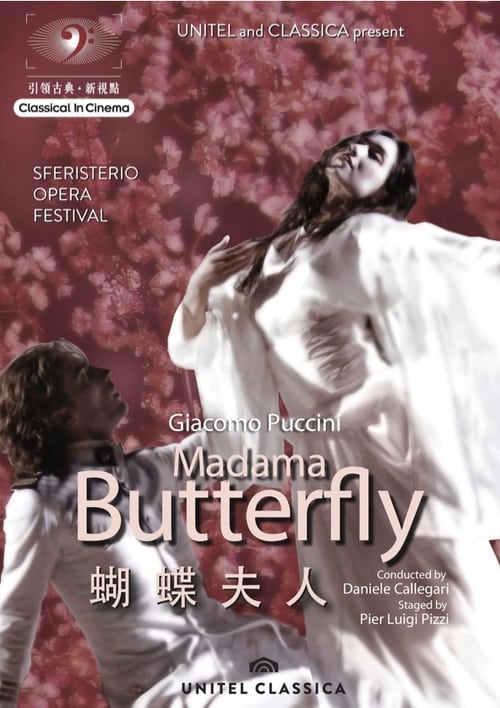 UNITEL and CLASSICA present
引領古典・新視點
Classical In Cinema
SFERISTERIO
OPERA
FESTIVAL
Giacomo Puccini
Madama
Butterfly
蝴蝶夫人
Conducted by
Daniele Callegari
Staged by
Pier Luigi Pizzi
UNITEL CLASSICA